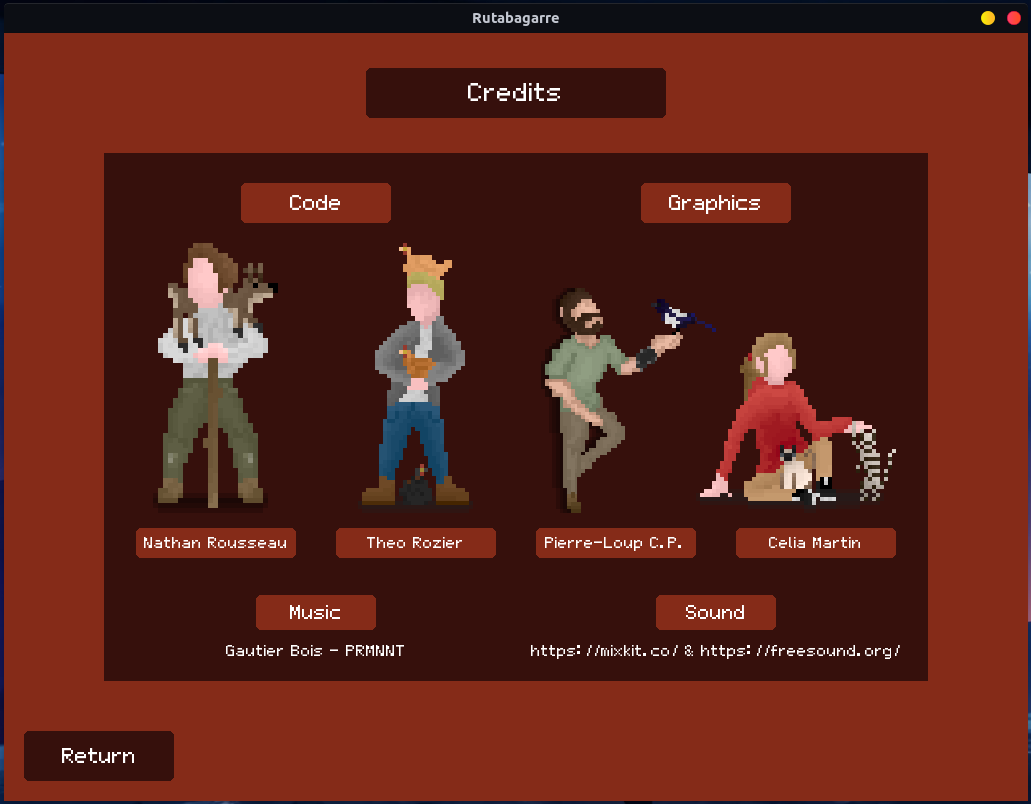 Rutabagarre
Credits
Code
Graphics
Nathan Rousseau
Theo Rozier
Pierre-Loup C.P.
Celia Martin
Music
Sound
Gautier Bois - PRMNNT
https://mixkit.co/ & https://freesound.org/
Return